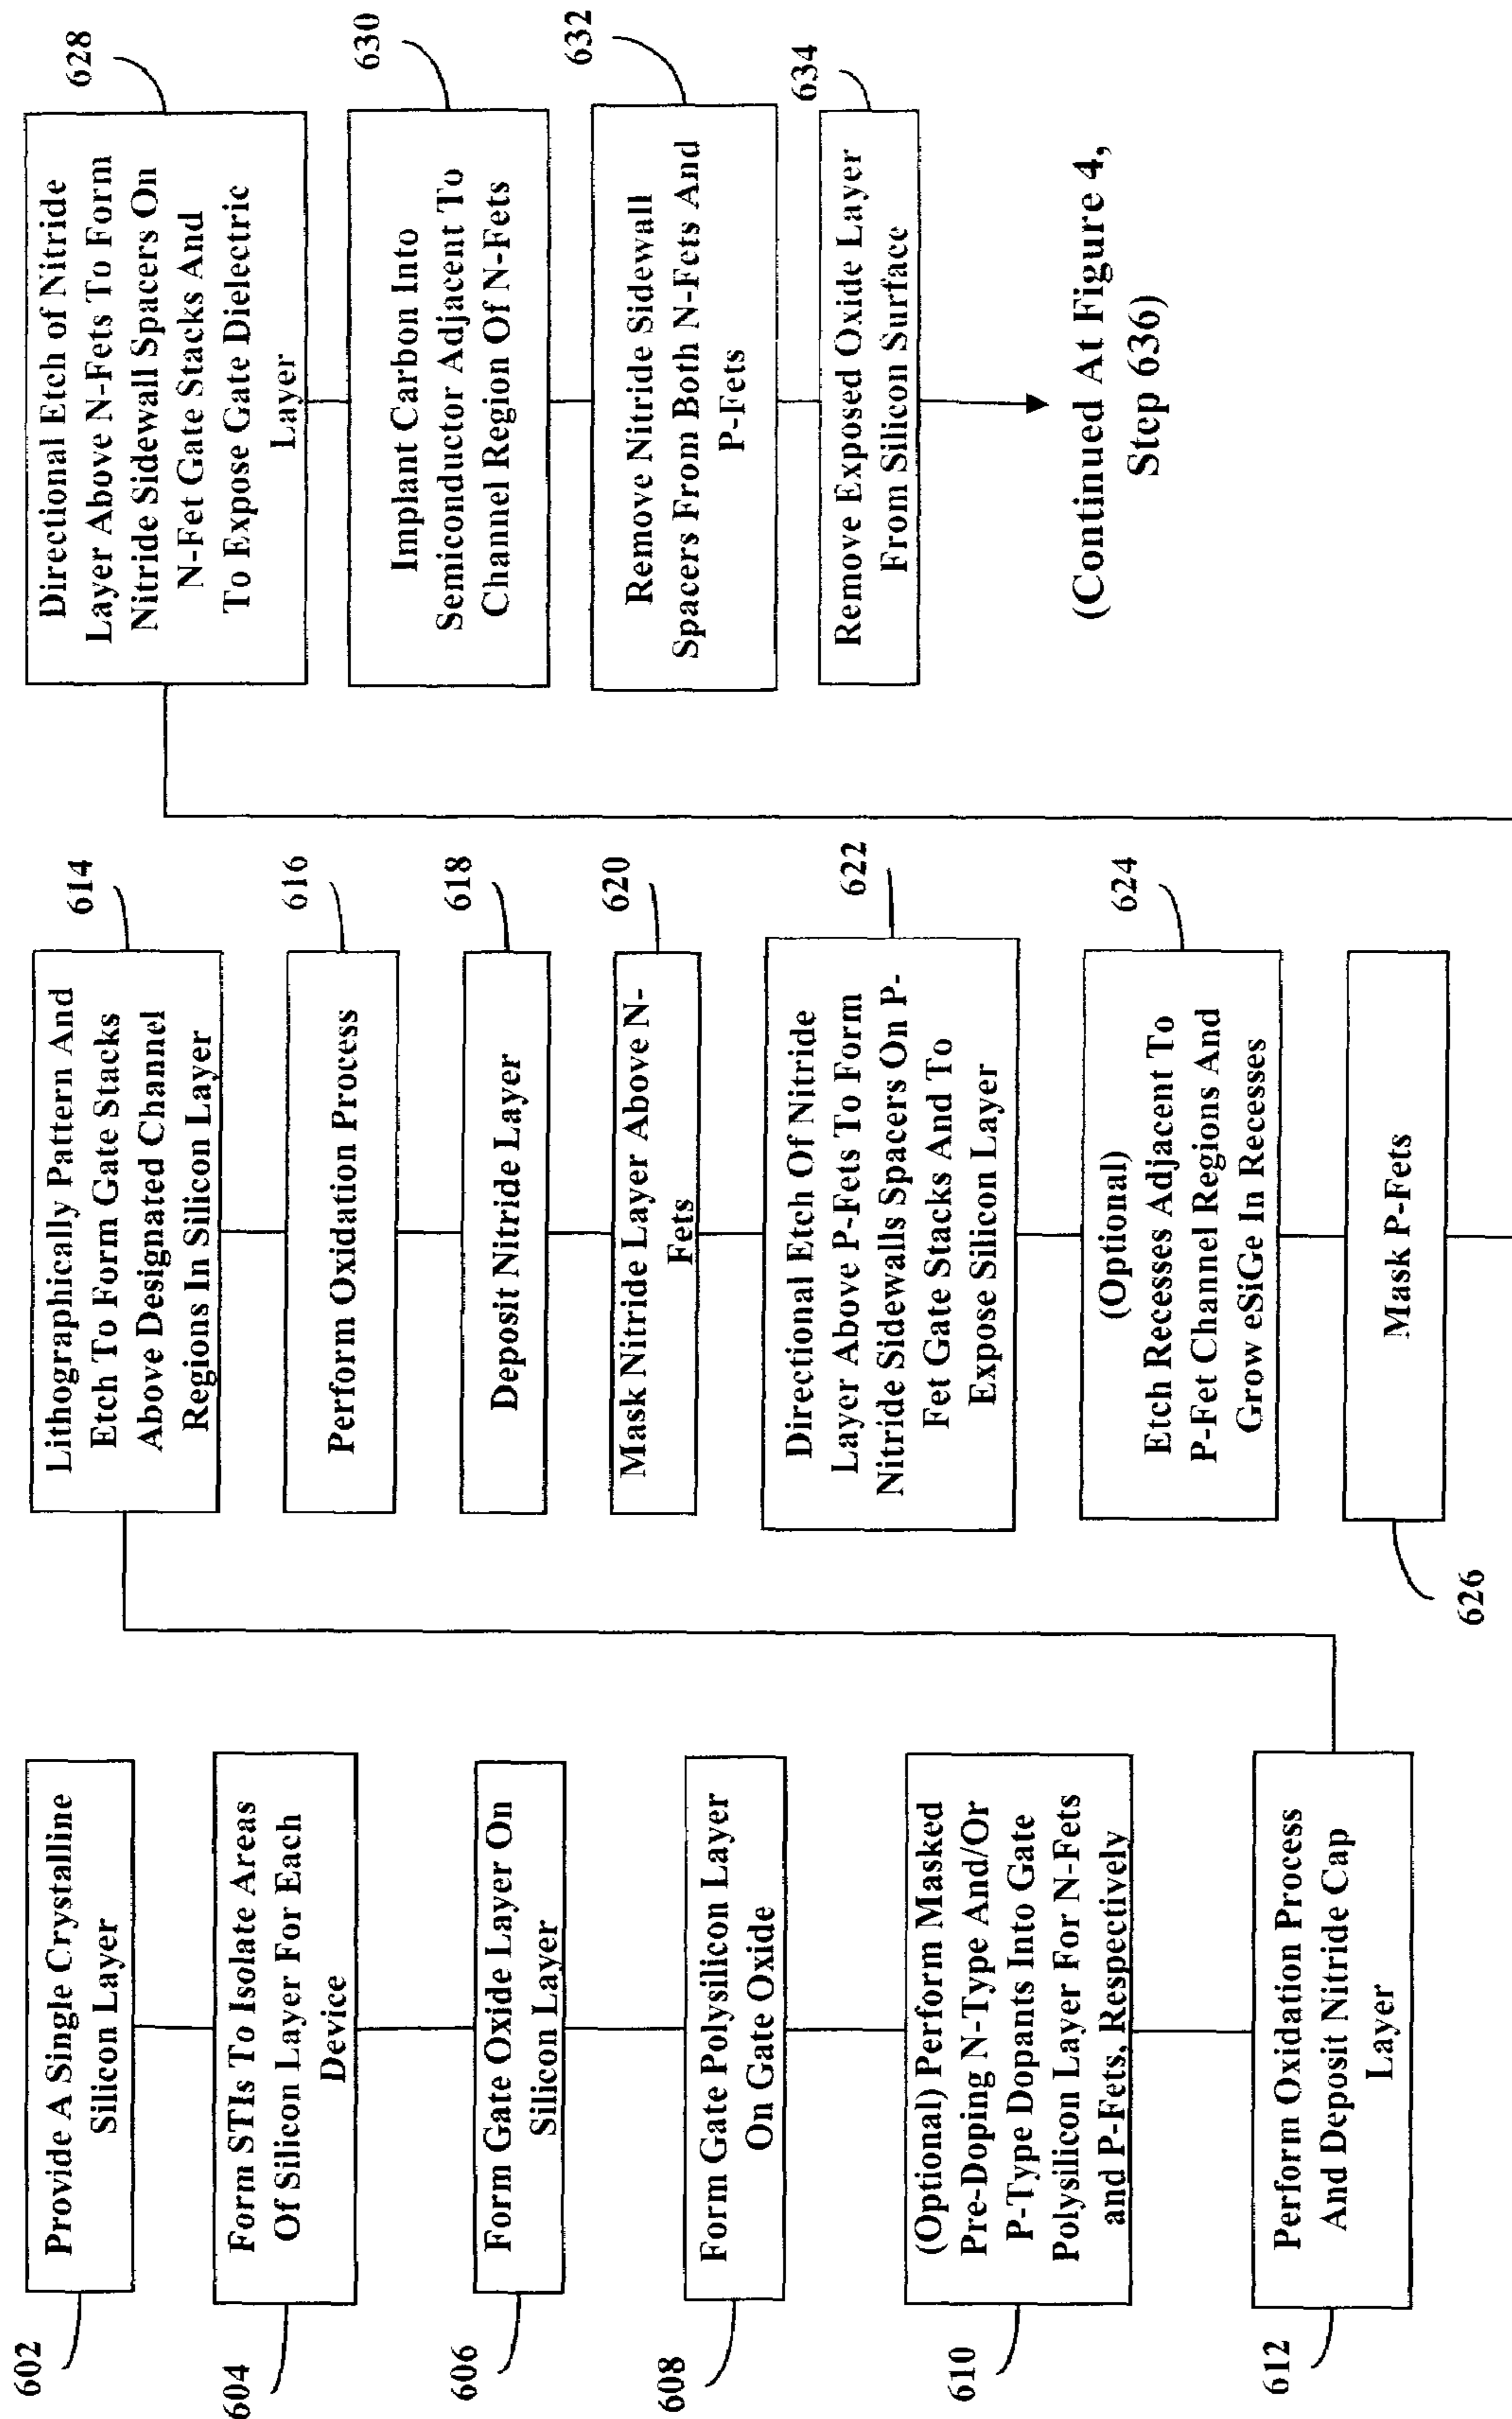 602
Provide A Single Crystalline
Silicon Layer
604
Form STIs To Isolate Areas
Of Silicon Layer For Each
Device
606
Form Gate Oxide Layer On
Silicon Layer
608
Form Gate Polysilicon Layer
On Gate Oxide
610
(Optional) Perform Masked
Pre-Doping N-Type And/Or
P-Type Dopants Into Gate
Polysilicon Layer For N-Fets
and P-Fets, Respectively
612
Perform Oxidation Process
And Deposit Nitride Cap
Layer
614
Lithographically Pattern And
Etch To Form Gate Stacks
Above Designated Channel
Regions In Silicon Layer
616
Perform Oxidation Process
618
Deposit Nitride Layer
620
Mask Nitride Layer Above N-
Fets
622
Directional Etch Of Nitride
Layer Above P-Fets To Form
Nitride Sidewalls Spacers On P-
Fet Gate Stacks And To
Expose Silicon Layer
624
(Optional)
Etch Recesses Adjacent To
P-Fet Channel Regions And
Grow eSiGe In Recesses
626
Mask P-Fets
628
Directional Etch of Nitride
Layer Above N-Fets To Form
Nitride Sidewall Spacers On
N-Fet Gate Stacks And
To Expose Gate Dielectric
Layer
630
Implant Carbon Into
Semiconductor Adjacent To
Channel Region Of N-Fets
632
Remove Nitride Sidewall
Spacers From Both N-Fets And
P-Fets
634
Remove Exposed Oxide Layer
From Silicon Surface
(Continued At Figure 4,
Step 636)